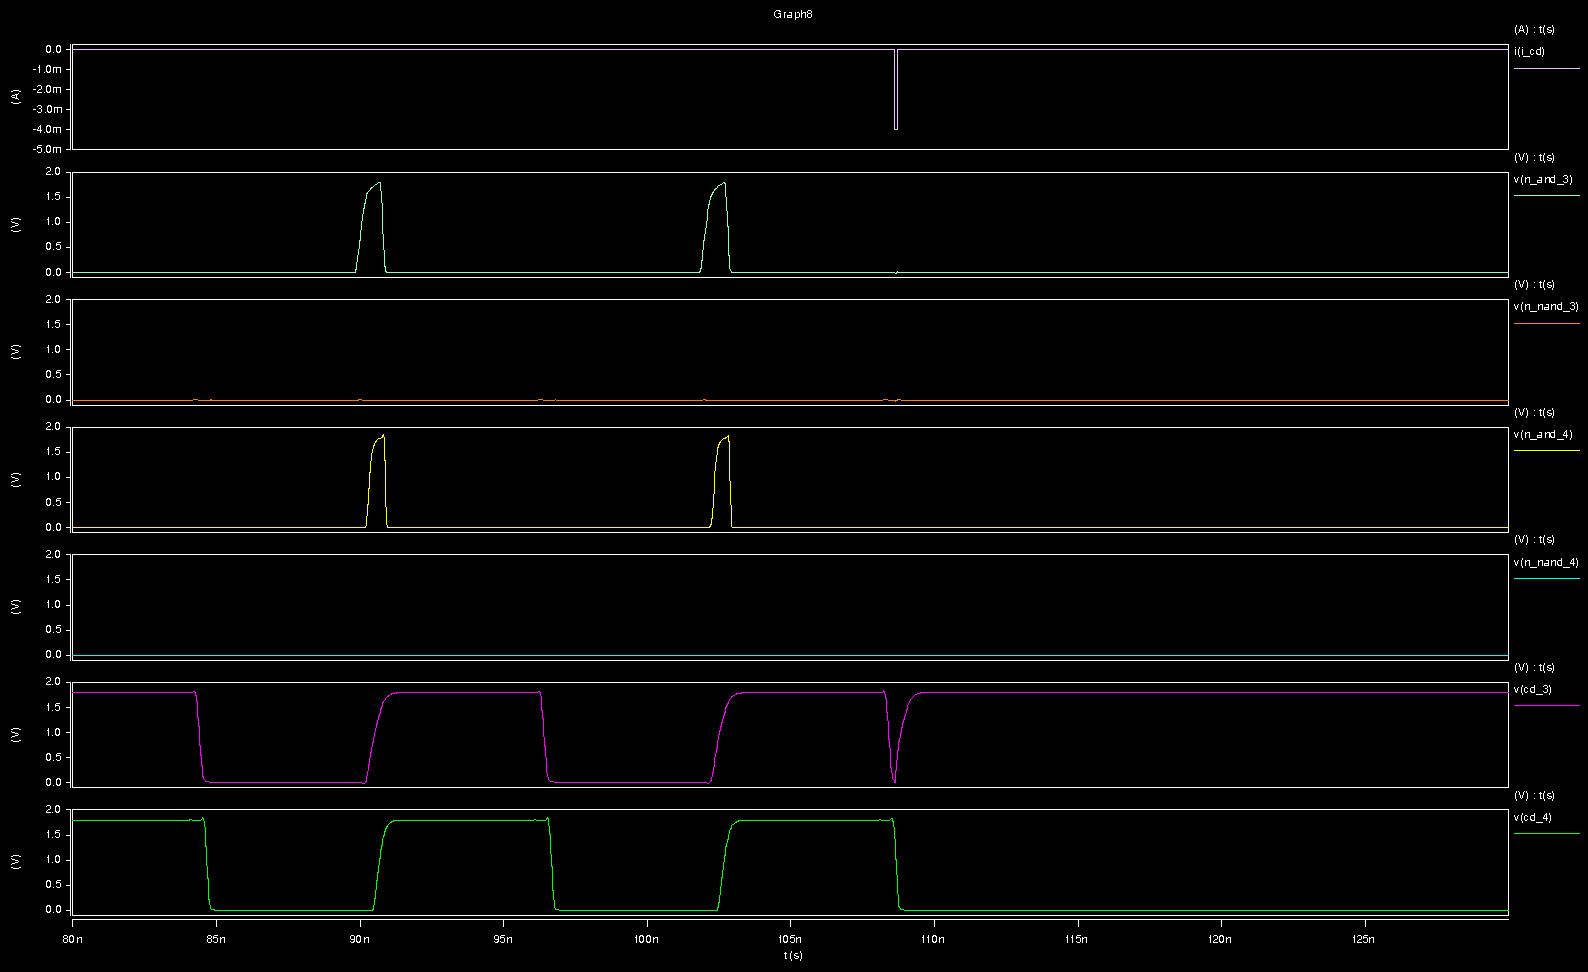 Graph8
(A) : t(s)
i(i_cd)
0.0
-1.0m
-2.0m
-3.0m
-4.0m
-5.0m
(A)
(V) : t(s)
v(n_and_3)
2.0
1.5
1.0
0.5
0.0
(V)
(V) : t(s)
v(n_nand_3)
2.0
1.5
1.0
0.5
0.0
(V)
(V) : t(s)
v(n_and_4)
2.0
1.5
1.0
0.5
0.0
(V)
(V) : t(s)
v(n_nand_4)
2.0
1.5
1.0
0.5
0.0
(V)
(V) : t(s)
v(cd_3)
2.0
1.5
1.0
0.5
0.0
(V)
(V) : t(s)
v(cd_4)
2.0
1.5
1.0
0.5
0.0
(V)
80n 85n 90n 95n 100n 105n 110n 115n 120n 125n
t(s)